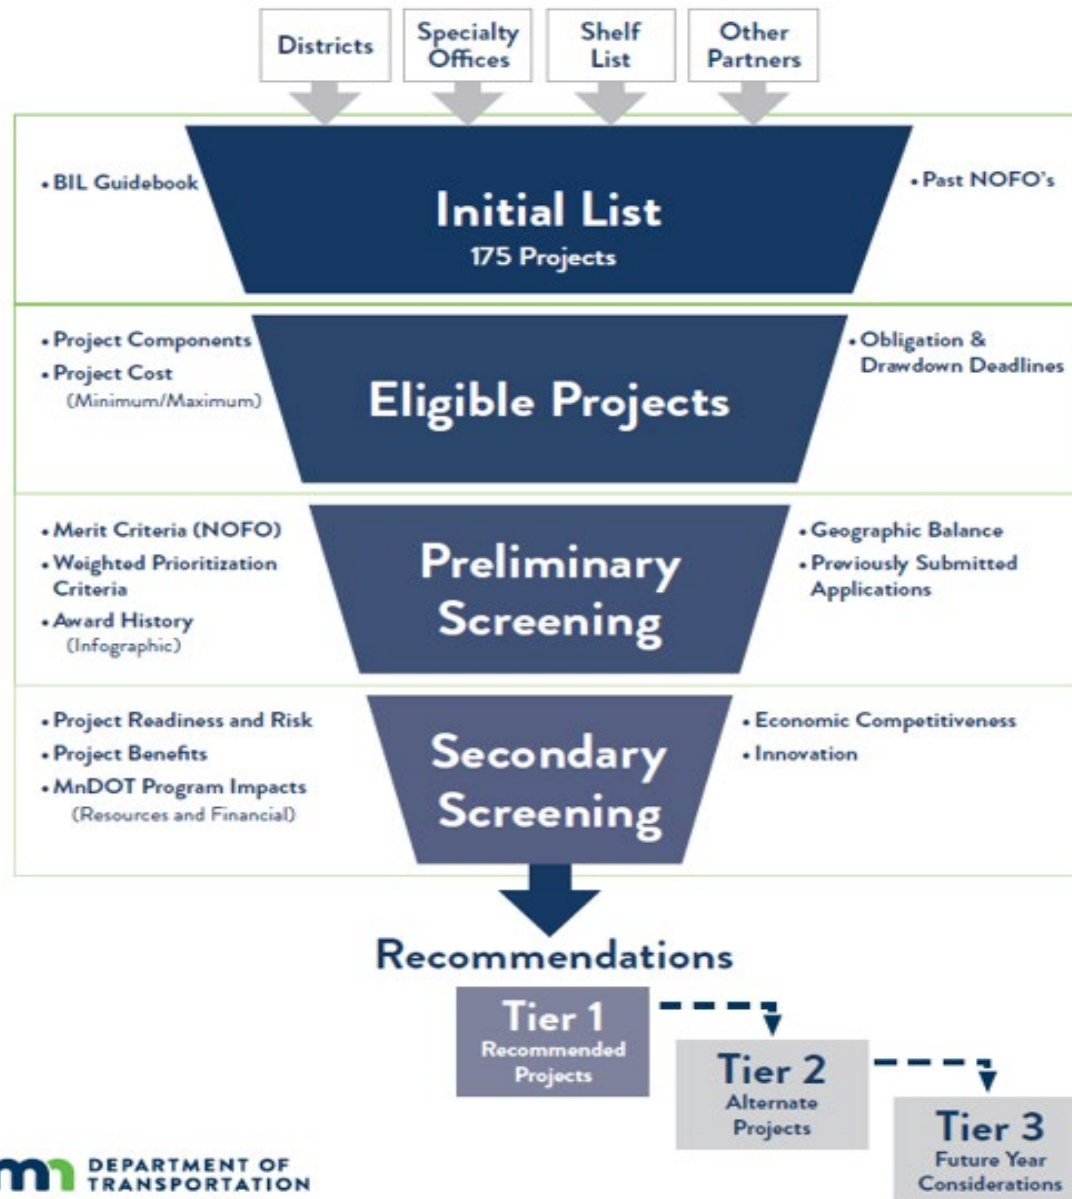 Districts
Specialty
Offices
Shelf
List
Other
Partners
• BIL Guidebook
Initial List
175 Projects
• Past NOFO's
• Project Components
• Project Cost
(Minimum/Maximum)
Eligible Projects
• Obligation &
Drawdown Deadlines
• Merit Criteria (NOFO)
• Weighted Prioritization
Criteria
• Award History
(Infographic)
Preliminary
Screening
• Geographic Balance
• Previously Submitted
Applications
• Project Readiness and Risk
• Project Benefits
• MnDOT Program Impacts
(Resources and Financial)
Secondary
Screening
• Economic Competitiveness
• Innovation
Recommendations
Tier 1
Recommended
Projects
Tier 2
Alternate
Projects
Tier 3
Future Year
Considerations
mn DEPARTMENT OF
TRANSPORTATION